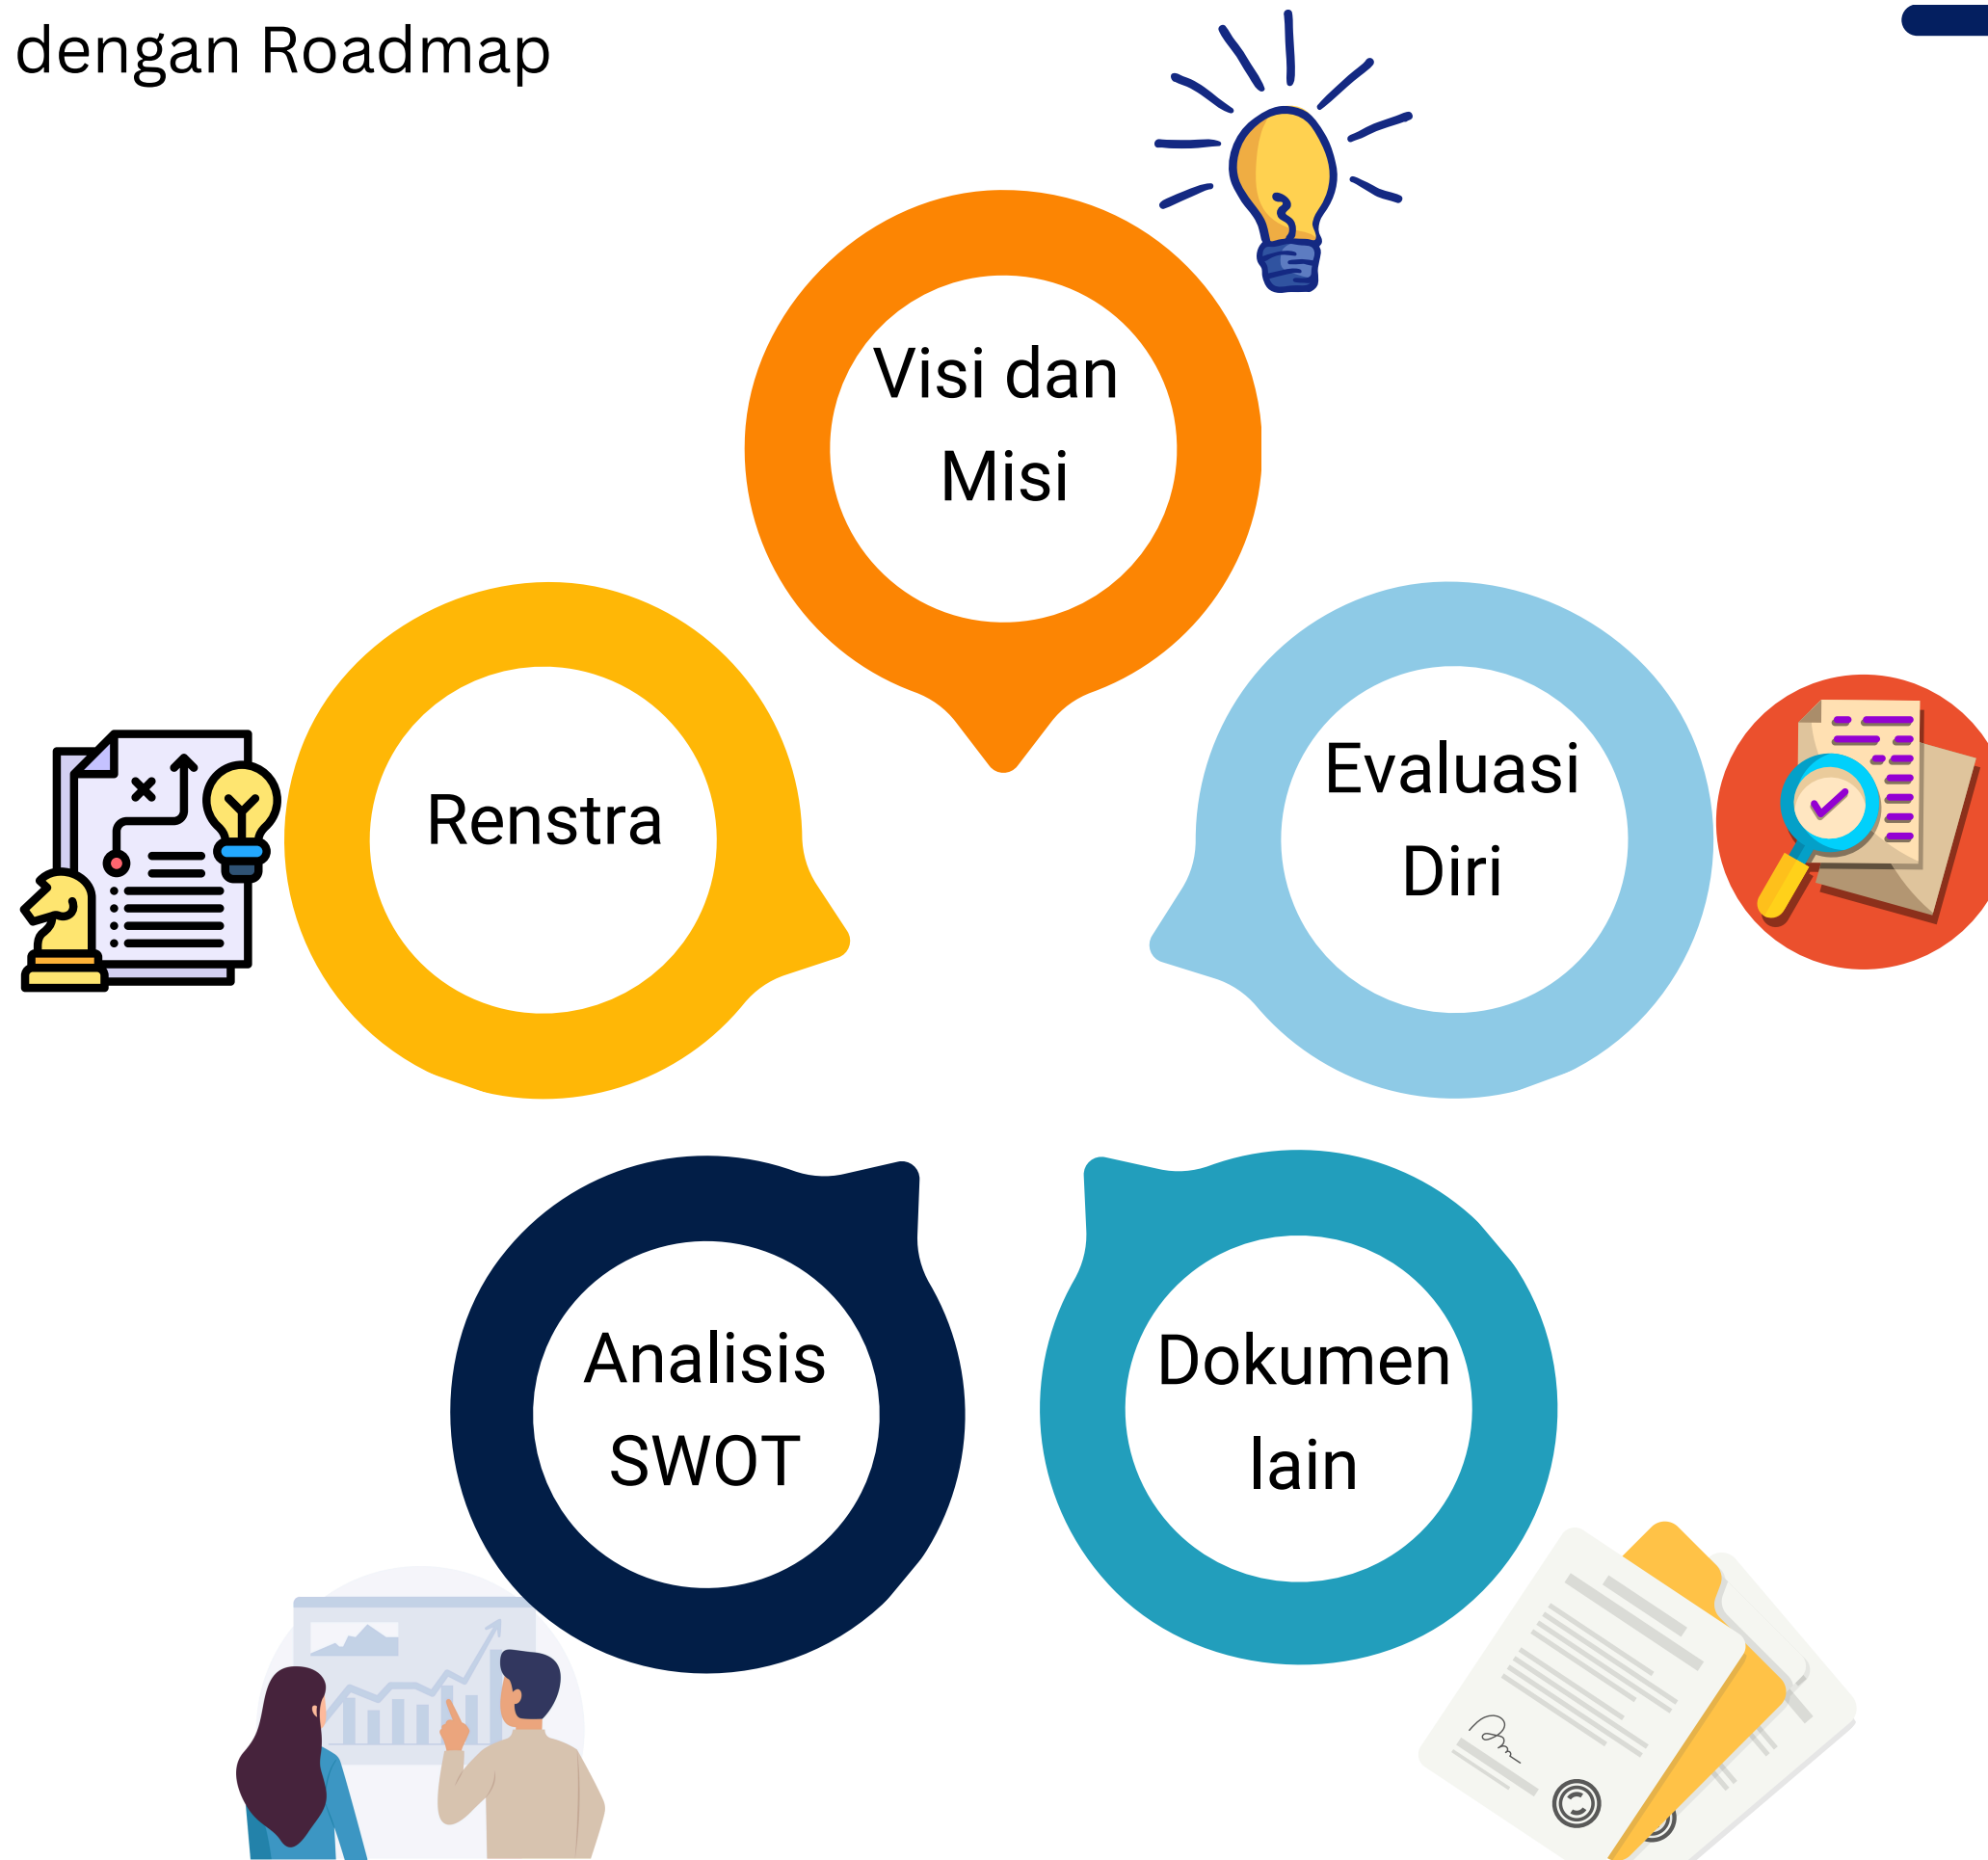 dengan Roadmap
Visi dan
Misi
Renstra
Evaluasi
Diri
Analisis
SWOT
Dokumen
lain